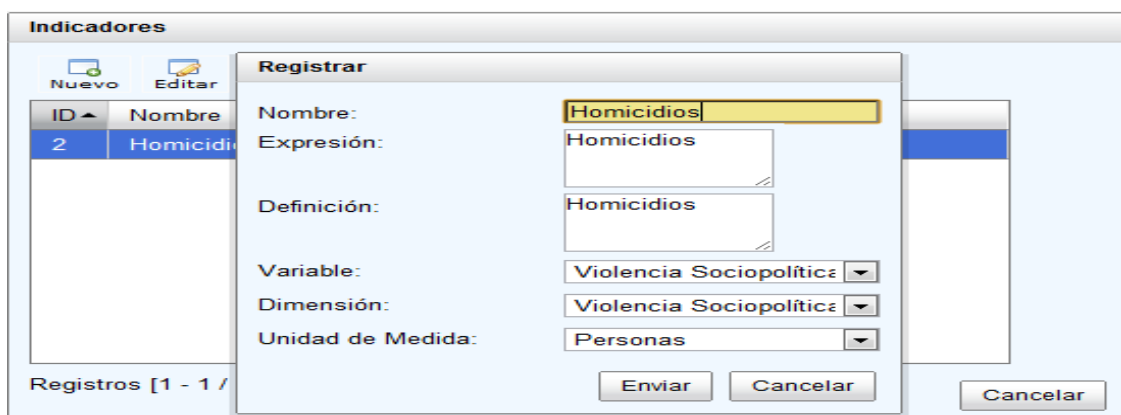 Indicadores
Nuevo Editar
Registrar
ID Nombre
2 Homicidi
Nombre: Homicidios
Expresión: Homicidios
Definición: Homicidios
Variable: Violencia Sociopolítica
Dimensión: Violencia Sociopolítica
Unidad de Medida: Personas
Enviar Cancelar
Registros [1 - 1 /
Cancelar